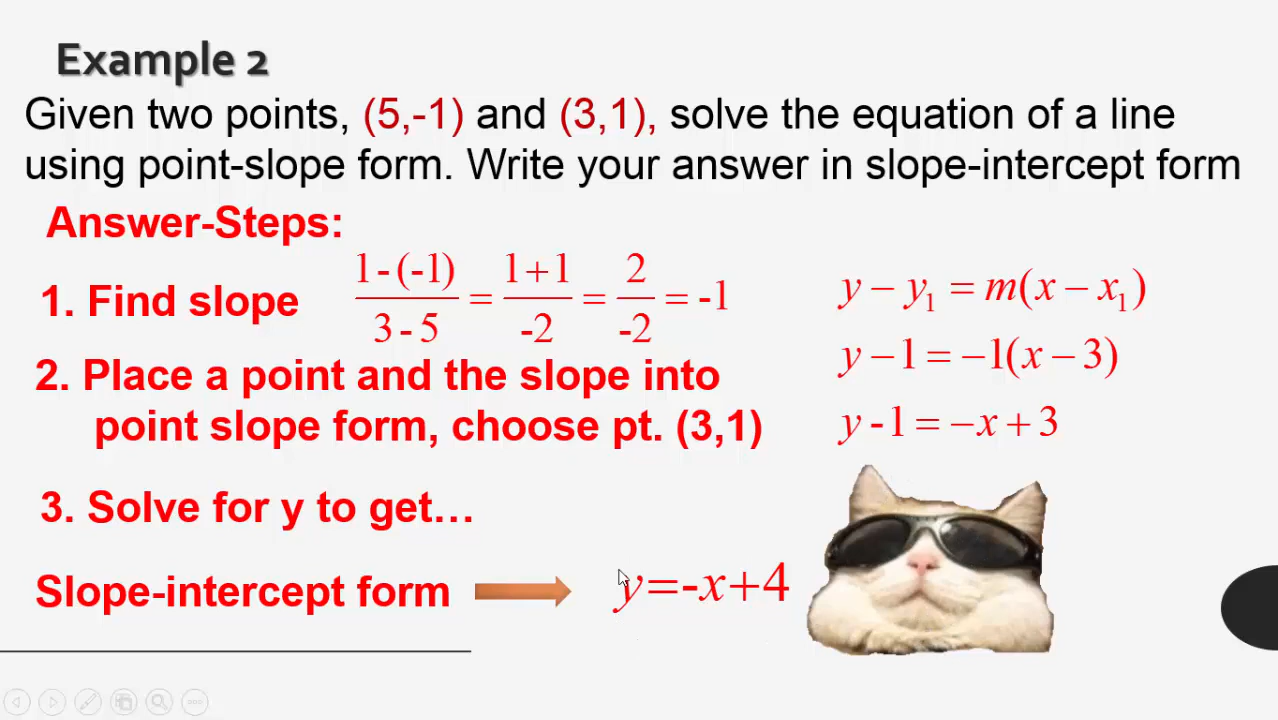 Example 2
Given two points, (5,-1) and (3,1), solve the equation of a line
using point-slope form. Write your answer in slope-intercept form
Answer-Steps:
1. Find slope
1-(-1)/3-5 = 1+1/-2 = 2/-2 = -1
2. Place a point and the slope into
point slope form, choose pt. (3,1)
y − y₁ = m(x − x₁)
y − 1 = −1(x − 3)
y - 1 = −x + 3
3. Solve for y to get…
Slope-intercept form
y=-x+4